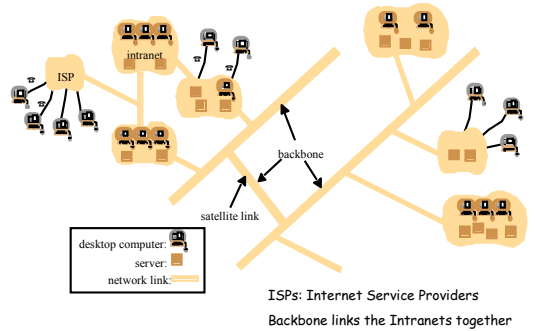 intranet
ISP
backbone
satellite link
desktop computer:
server:
network link:
ISPs: Internet Service Providers
Backbone links the Intranets together